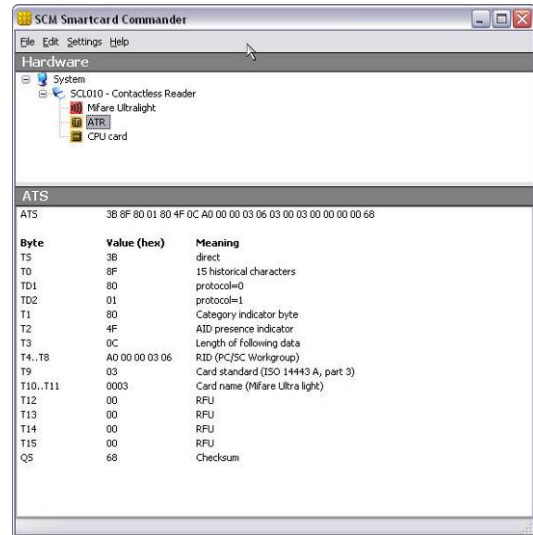 SCM Smartcard Commander
File Edit Settings Help
Hardware
System
SCL010 - Contactless Reader
Mifare Ultralight
ATR
CPU card
ATS
ATS 3B 8F 80 01 80 4F 0C A0 00 00 03 06 03 00 03 00 00 00 00 68
Byte Value (hex) Meaning
TS 3B direct
T0 8F 15 historical characters
TD1 80 protocol=0
TD2 01 protocol=1
T1 80 Category indicator byte
T2 4F AID presence indicator
T3 0C Length of following data
T4..T8 A0 00 00 03 06 RID (PC/SC Workgroup)
T9 03 Card standard (ISO 14443 A, part 3)
T10..T11 0003 Card name (Mifare Ultra light)
T12 00 RFU
T13 00 RFU
T14 00 RFU
T15 00 RFU
QS 68 Checksum